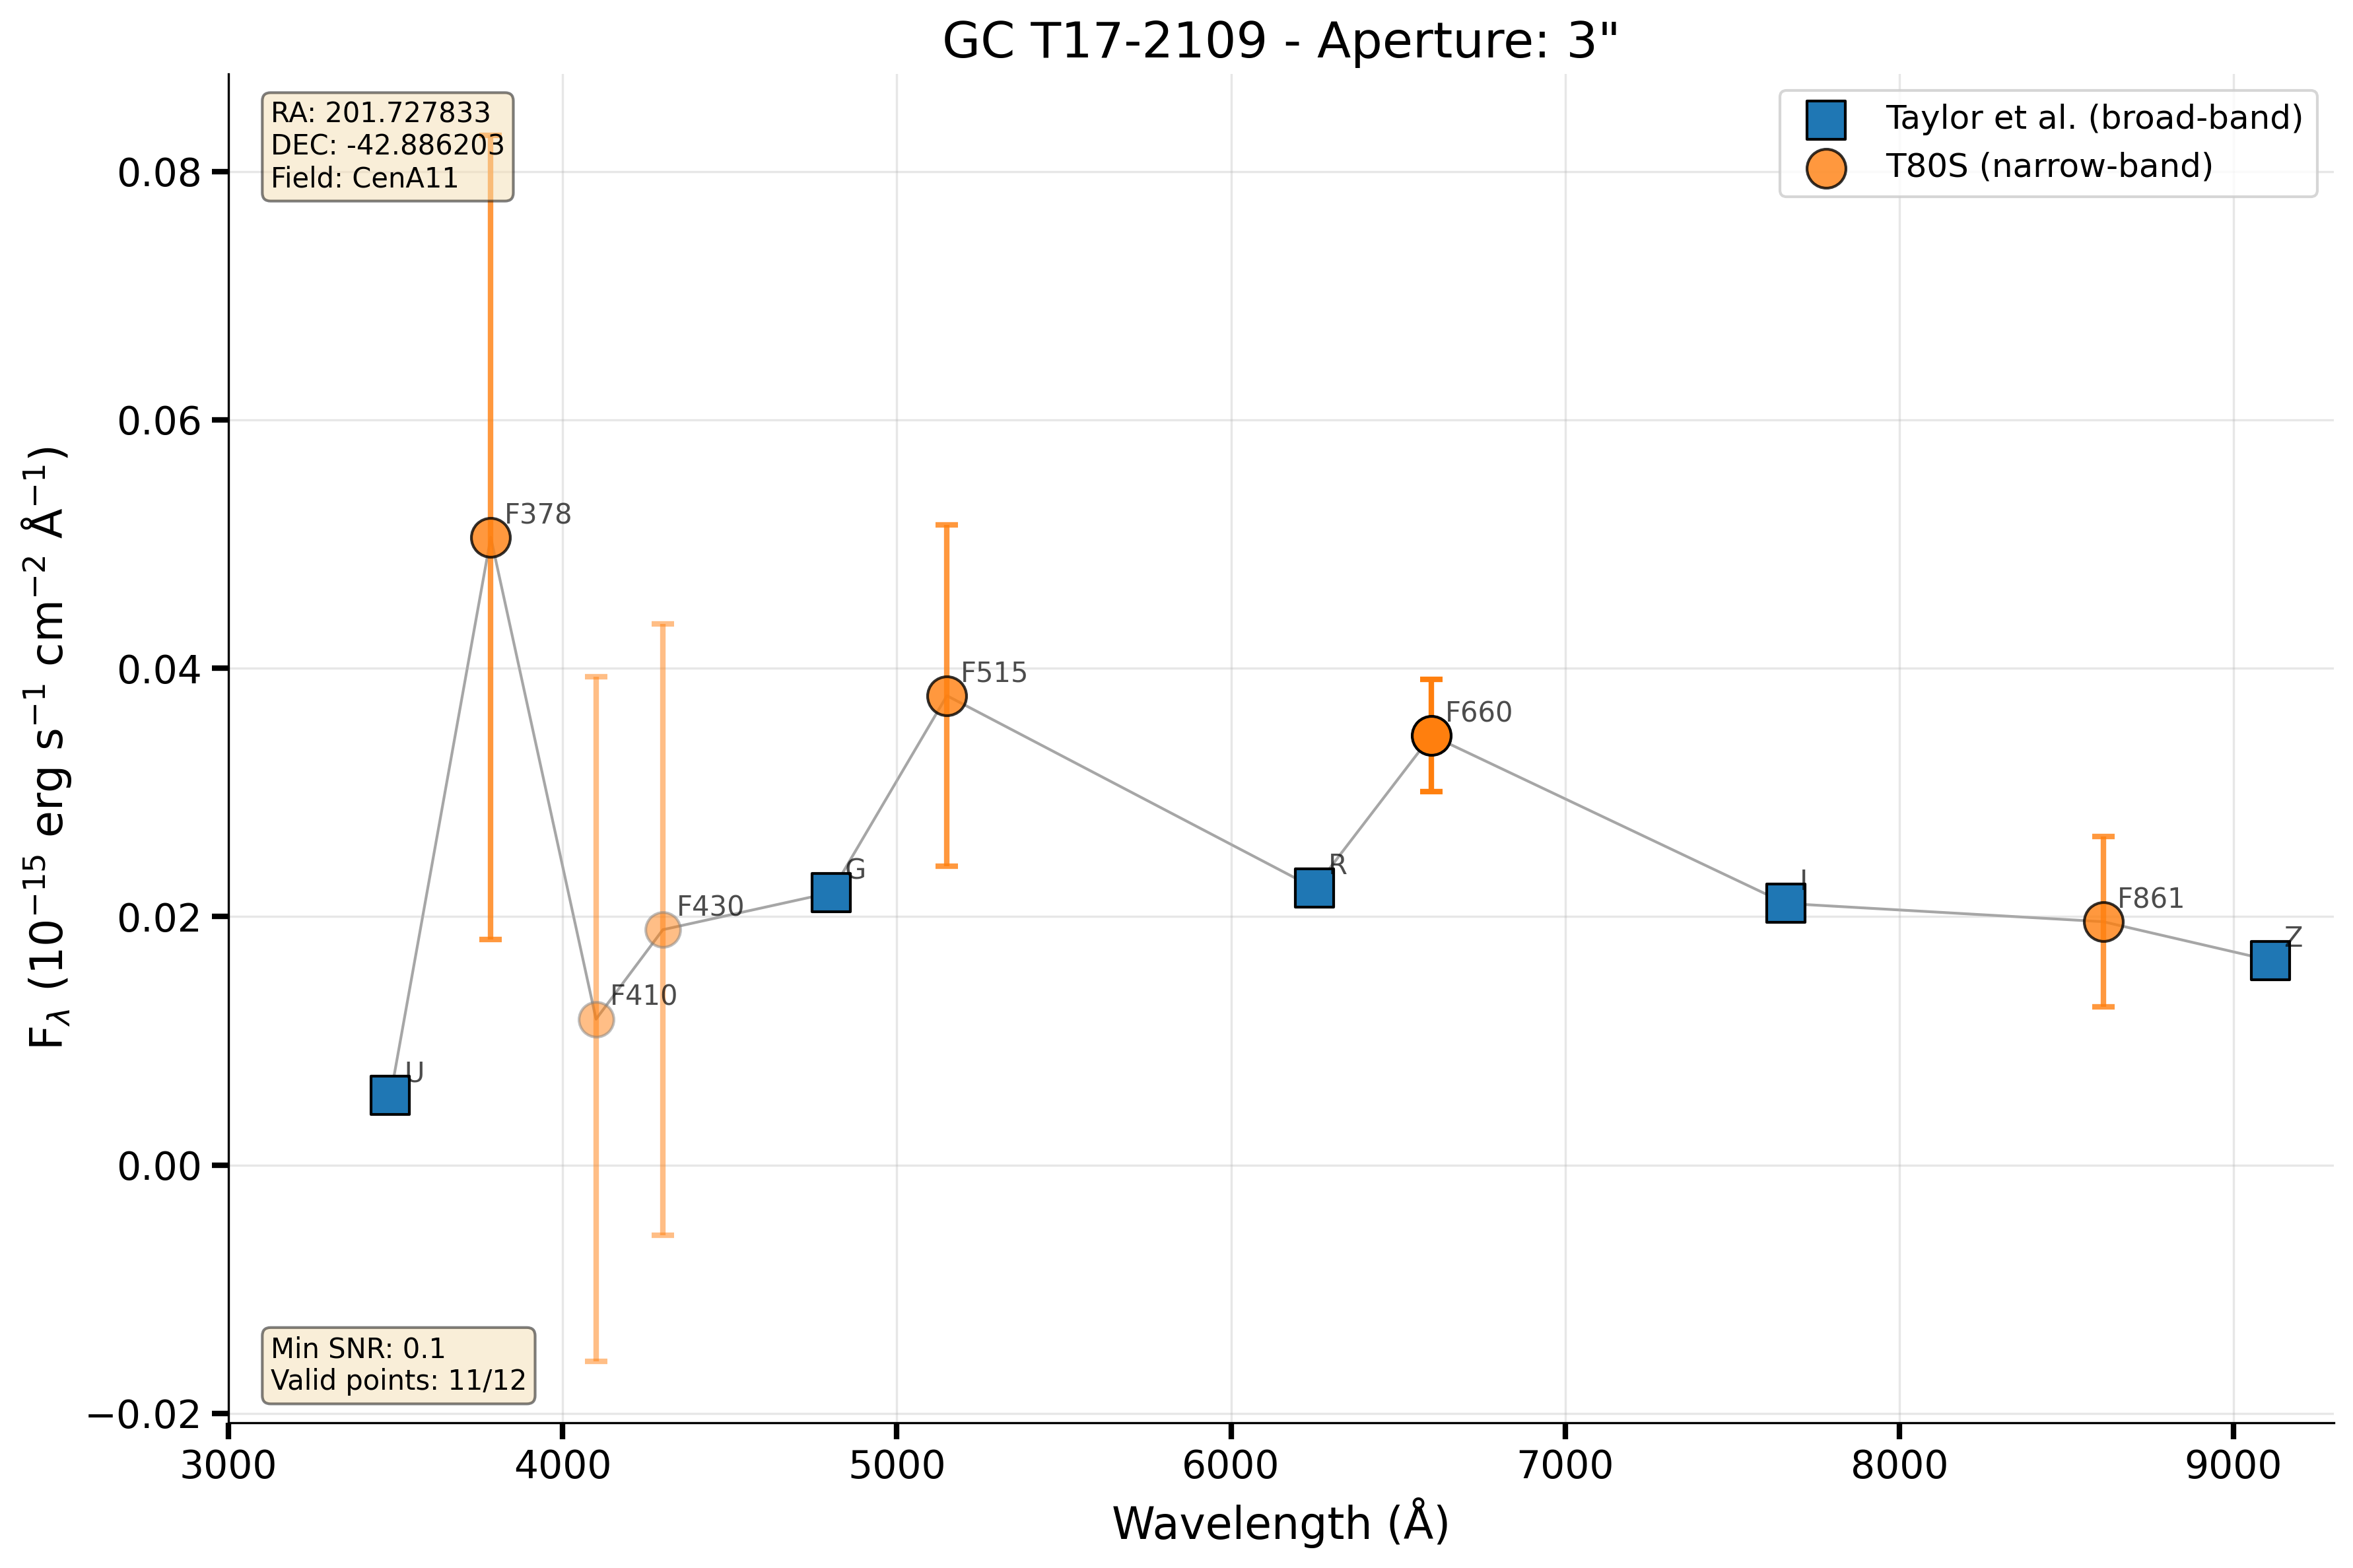 GC T17-2109 - Aperture: 3"
RA: 201.727833
DEC: -42.886203
Field: CenA11
Taylor et al. (broad-band)
T80S (narrow-band)
0.08
0.06
0.04
0.02
0.00
−0.02
F_λ (10⁻¹⁵ erg s⁻¹ cm⁻² Å⁻¹)
U
F378
F410
F430
G
F515
R
F660
I
F861
Z
Min SNR: 0.1
Valid points: 11/12
3000
4000
5000
6000
7000
8000
9000
Wavelength (Å)